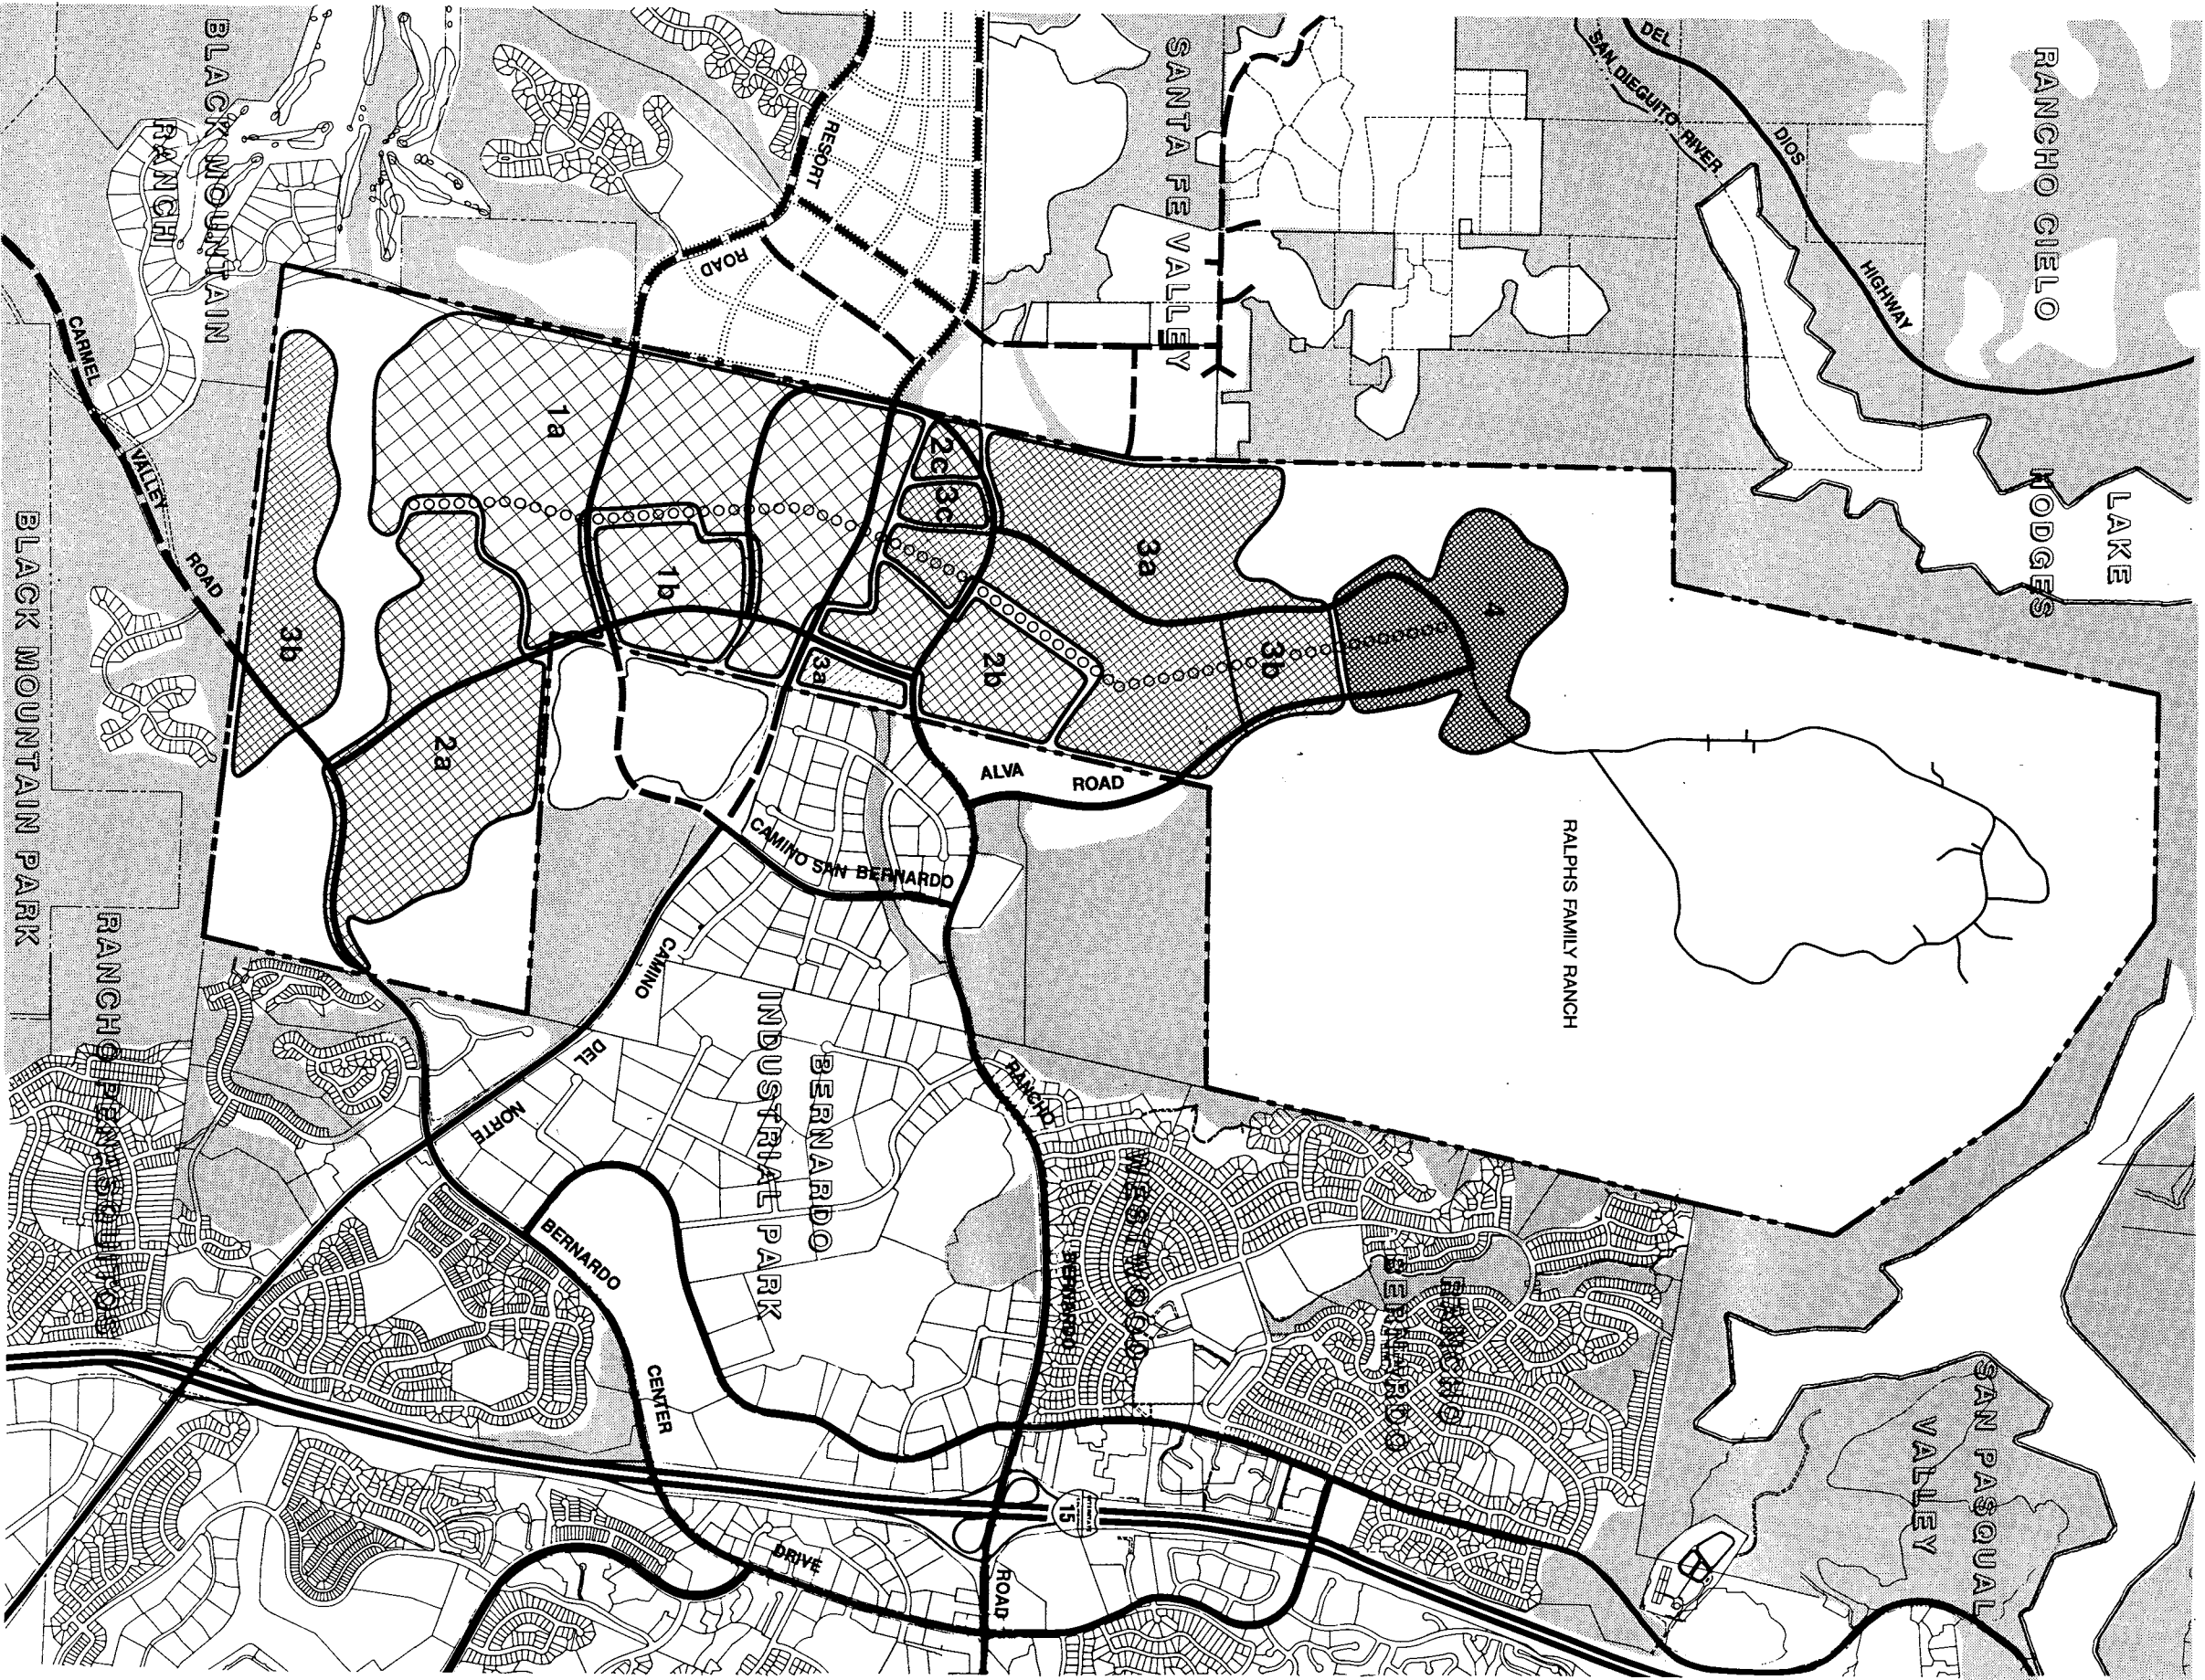 RANCHO CIELO
DEL
DIOS
HIGHWAY
SAN DIEGUITO RIVER
LAKE
HODGES
SANTA FE VALLEY
BLACK MOUNTAIN
RANCH
RESORT
ROAD
CARMEL
VALLEY
ROAD
BLACK MOUNTAIN PARK
1a
1b
2a
2b
2c
3c
3a
3a
3b
3b
4
ALVA ROAD
RALPHS FAMILY RANCH
CAMINO SAN BERNARDO
CAMINO
DEL
NORTE
BERNARDO
INDUSTRIAL PARK
RANCHO
BERNARDO
ROAD
WESTWOOD
RANCHO
BERNARDO
RANCHO PENASQUITOS
BERNARDO
CENTER
DRIVE
15
SAN PASQUAL
VALLEY